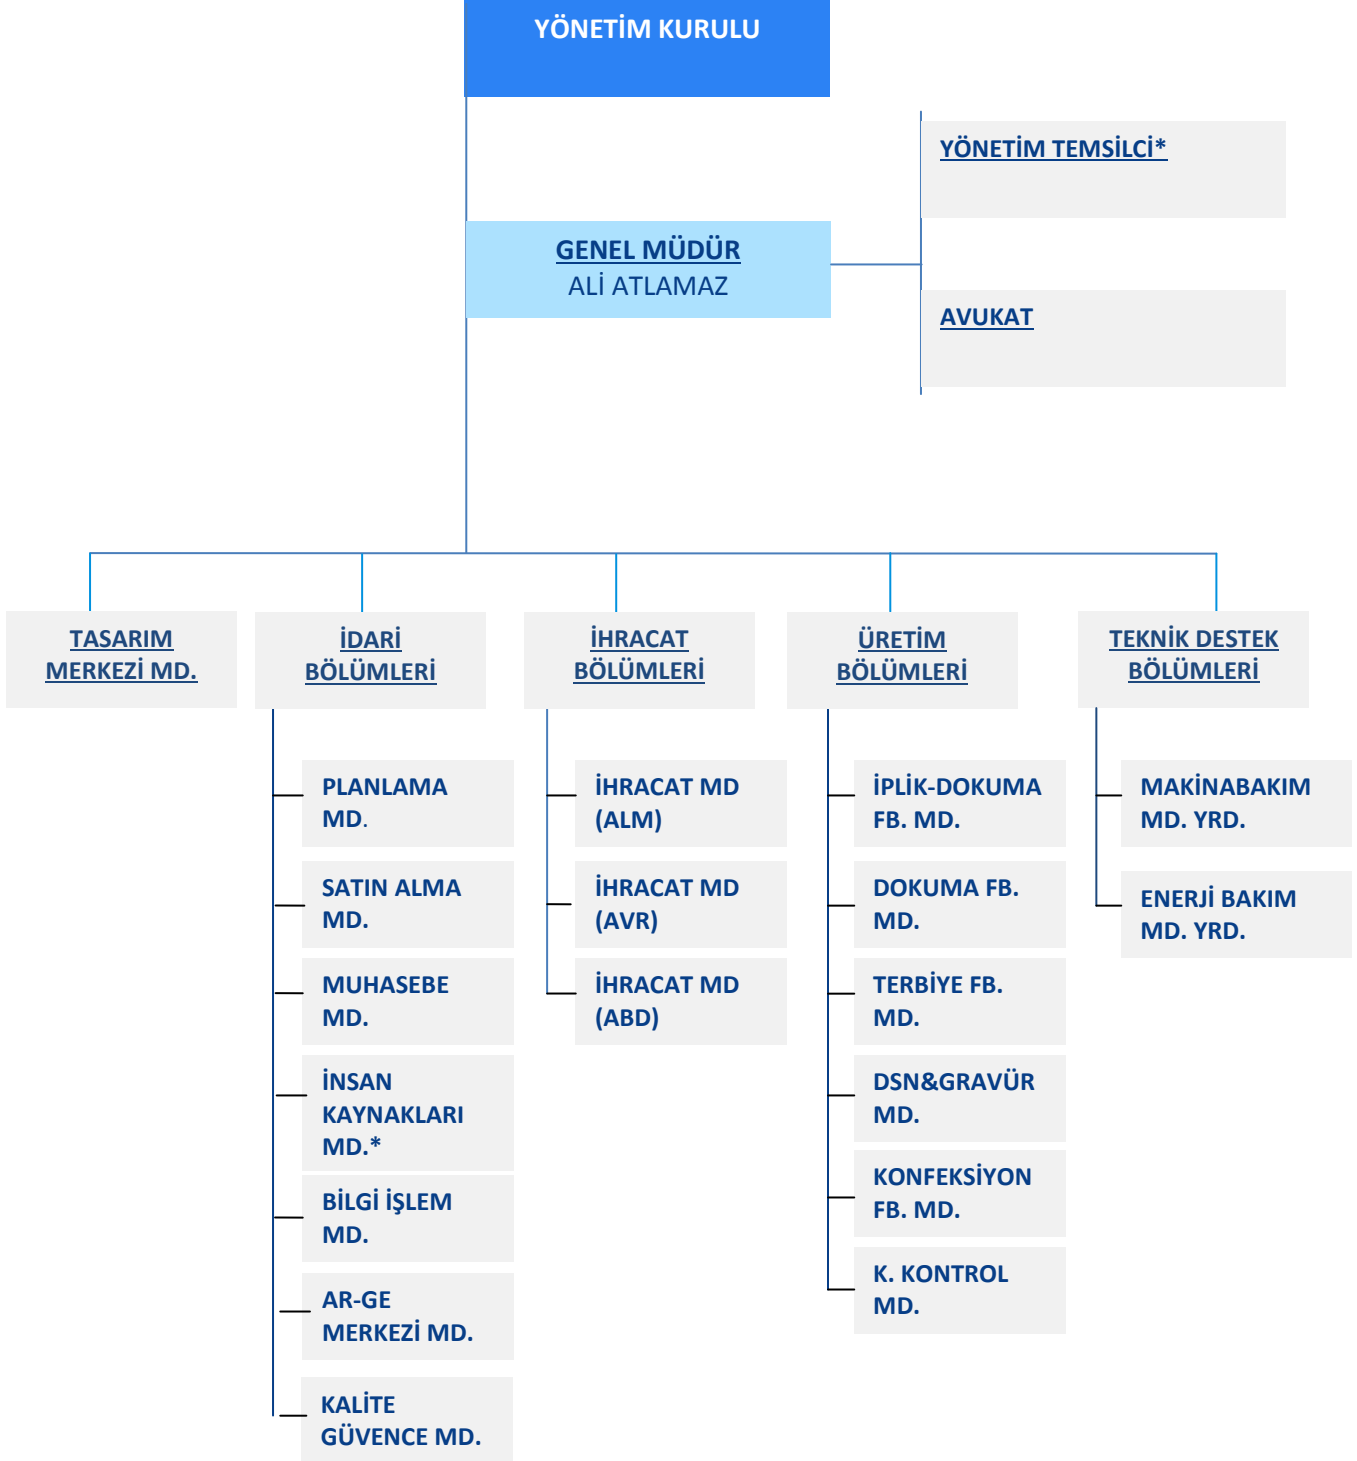 YÖNETİM KURULU
YÖNETİM TEMSİLCİ*
GENEL MÜDÜR
ALİ ATLAMAZ
AVUKAT
TASARIM
MERKEZİ MD.
İDARİ
BÖLÜMLERİ
İHRACAT
BÖLÜMLERİ
ÜRETİM
BÖLÜMLERİ
TEKNİK DESTEK
BÖLÜMLERİ
PLANLAMA
MD.
SATIN ALMA
MD.
MUHASEBE
MD.
İNSAN
KAYNAKLARI
MD.*
BİLGİ İŞLEM
MD.
AR-GE
MERKEZİ MD.
KALİTE
GÜVENCE MD.
İHRACAT MD
(ALM)
İHRACAT MD
(AVR)
İHRACAT MD
(ABD)
İPLİK-DOKUMA
FB. MD.
DOKUMA FB.
MD.
TERBİYE FB.
MD.
DSN&GRAVÜR
MD.
KONFEKSİYON
FB. MD.
K. KONTROL
MD.
MAKİNABAKIM
MD. YRD.
ENERJİ BAKIM
MD. YRD.